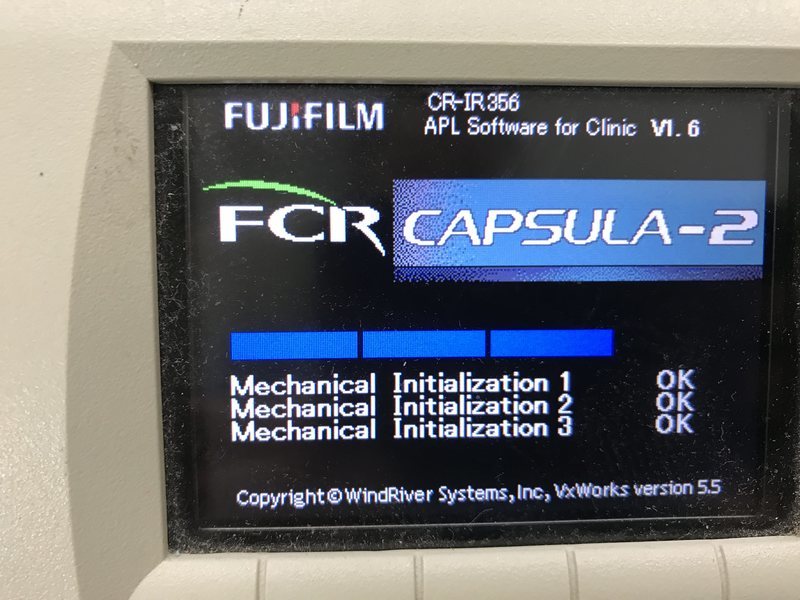 FUJIFILM
CR-IR356
APL Software for Clinic V1.6
FCR CAPSULA-2
Mechanical Initialization 1 OK
Mechanical Initialization 2 OK
Mechanical Initialization 3 OK
Copyright©WindRiver Systems,Inc,VxWorks version 5.5